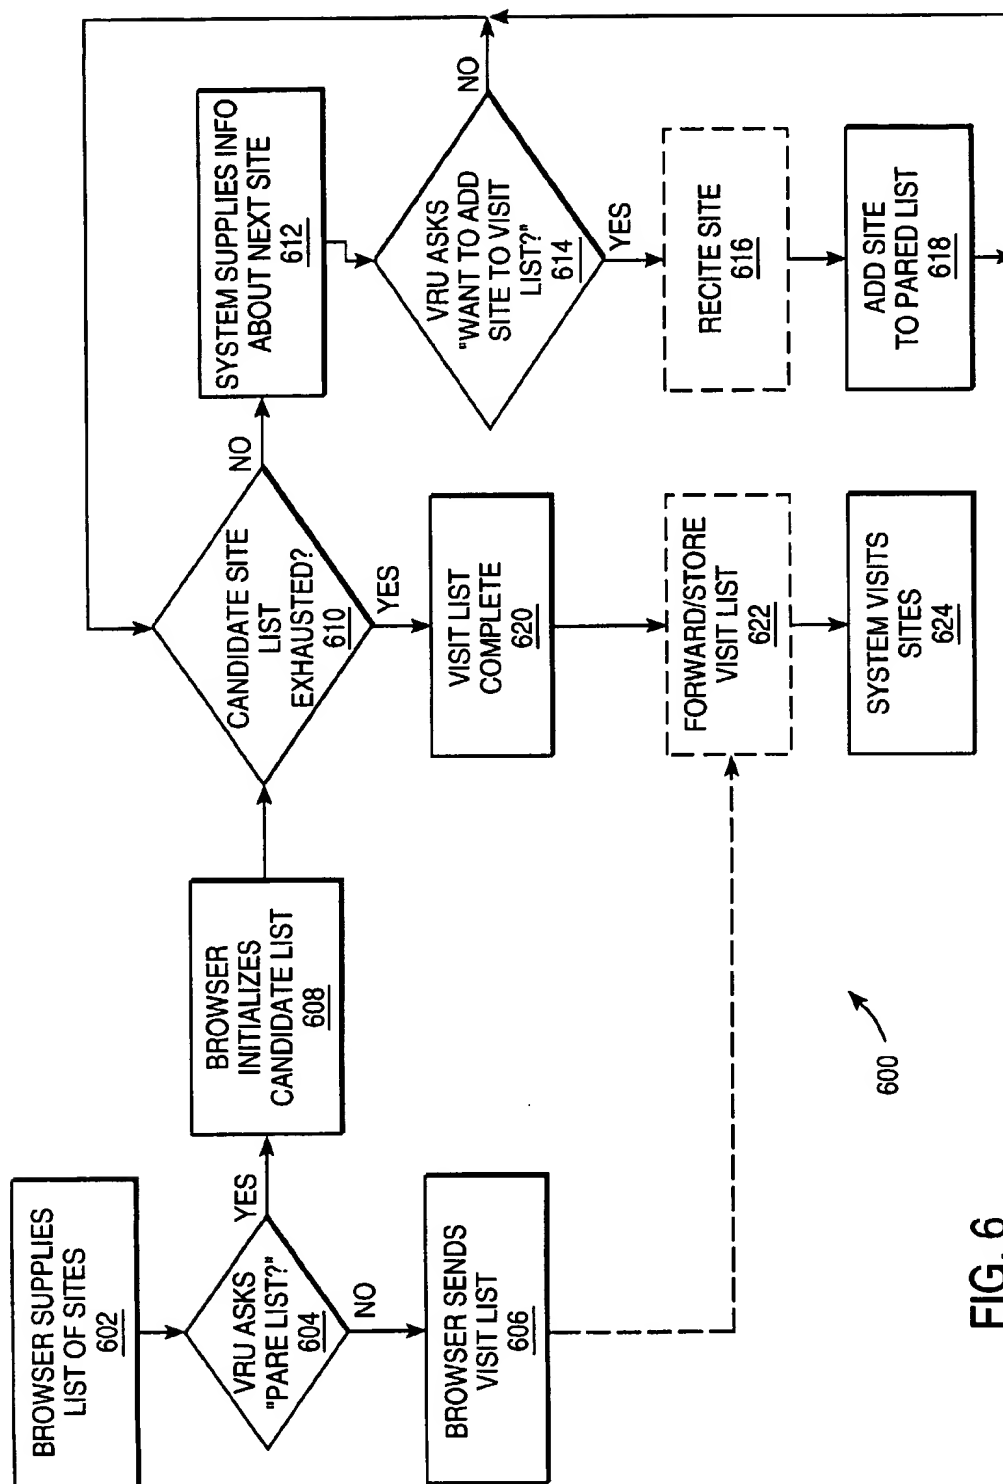 BROWSER SUPPLIES
LIST OF SITES
602
VRU ASKS
"PARE LIST?"
604
YES
NO
BROWSER SENDS
VISIT LIST
606
BROWSER
INITIALIZES
CANDIDATE LIST
608
CANDIDATE SITE
LIST
EXHAUSTED?
610
NO
YES
SYSTEM SUPPLIES INFO
ABOUT NEXT SITE
612
VRU ASKS
"WANT TO ADD
SITE TO VISIT
LIST?"
614
NO
YES
RECITE SITE
616
ADD SITE
TO PARED LIST
618
VISIT LIST
COMPLETE
620
FORWARD/STORE
VISIT LIST
622
SYSTEM VISITS
SITES
624
600
FIG. 6